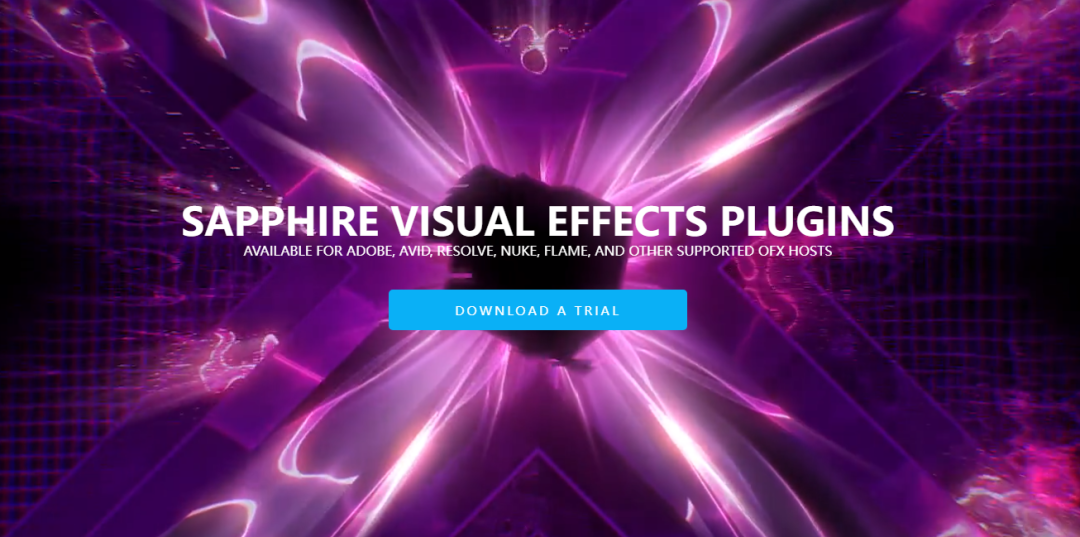 SAPPHIRE VISUAL EFFECTS PLUGINS
AVAILABLE FOR ADOBE, AVID, RESOLVE, NUKE, FLAME, AND OTHER SUPPORTED OFX HOSTS
DOWNLOAD A TRIAL